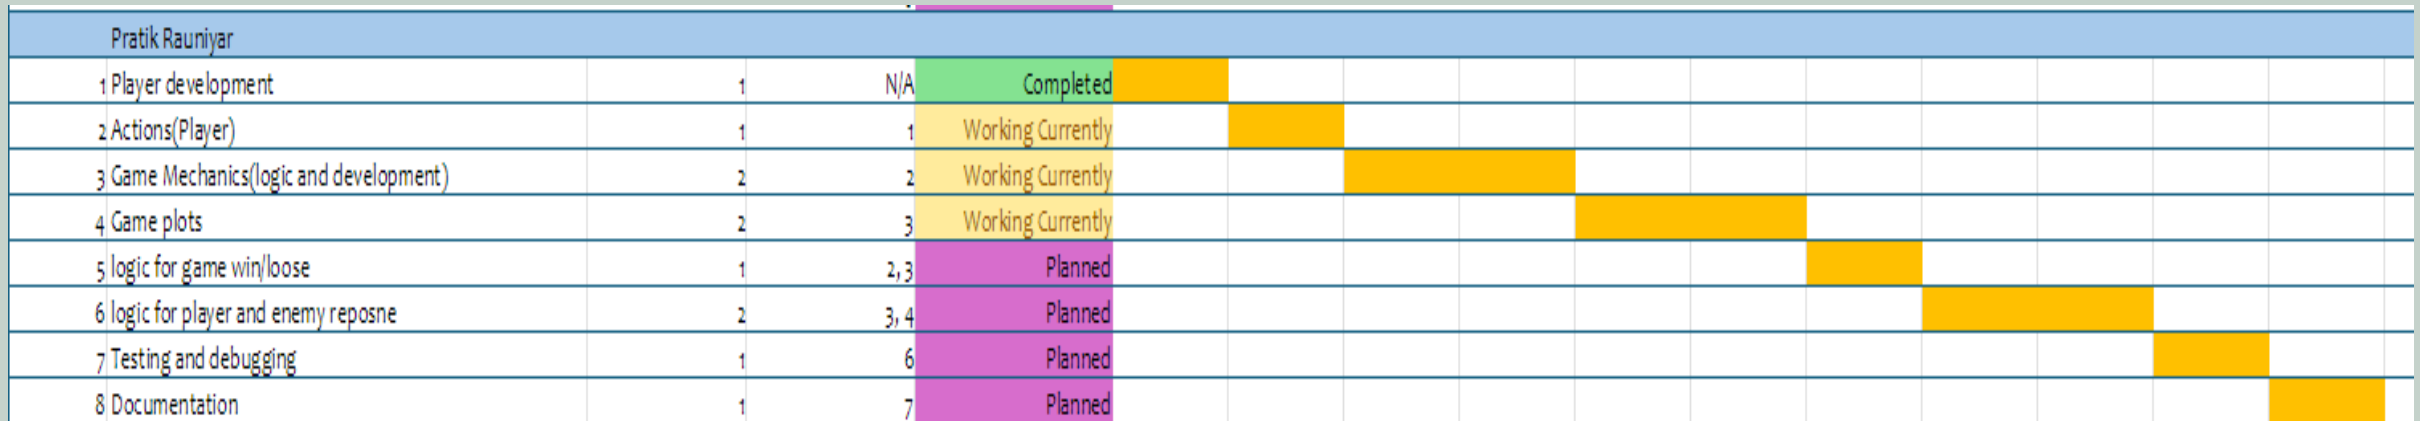 Pratik Rauniyar
1 Player development 1 N/A Completed
2 Actions(Player) 1 1 Working Currently
3 Game Mechanics(logic and development) 2 2 Working Currently
4 Game plots 2 3 Working Currently
5 logic for game win/loose 1 2, 3 Planned
6 logic for player and enemy reposne 2 3, 4 Planned
7 Testing and debugging 1 6 Planned
8 Documentation 1 7 Planned